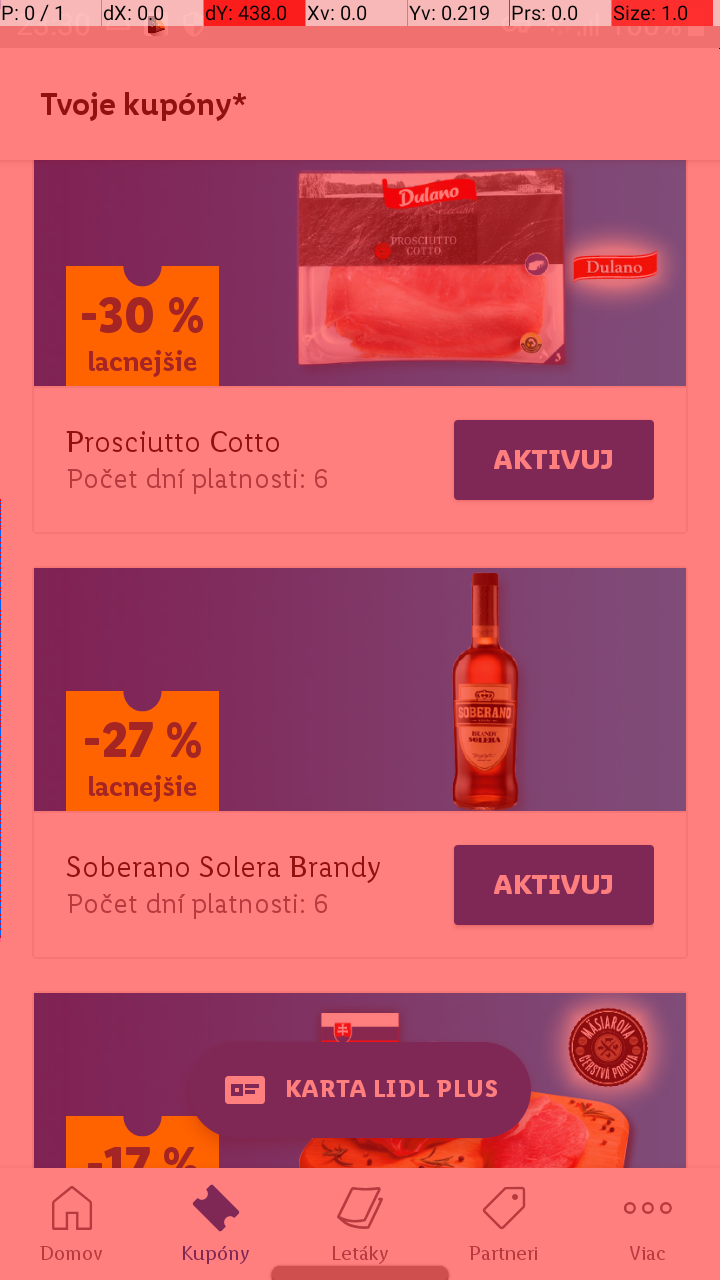 P: 0 / 1 dX: 0.0 dY: 438.0 Xv: 0.0 Yv: 0.219 Prs: 0.0 Size: 1.0
Tvoje kupóny*
Dulano
PROSCIUTTO
COTTO
Dulano
-30 %
lacnejšie
Prosciutto Cotto
Počet dní platnosti: 6
AKTIVUJ
SOBERANO
BRANDY
SOLERA
-27 %
lacnejšie
Soberano Solera Brandy
Počet dní platnosti: 6
AKTIVUJ
MÄSIAROVA
ČERSTVÁ PORCIA
KARTA LIDL PLUS
-17 %
Domov Kupóny Letáky Partneri Viac